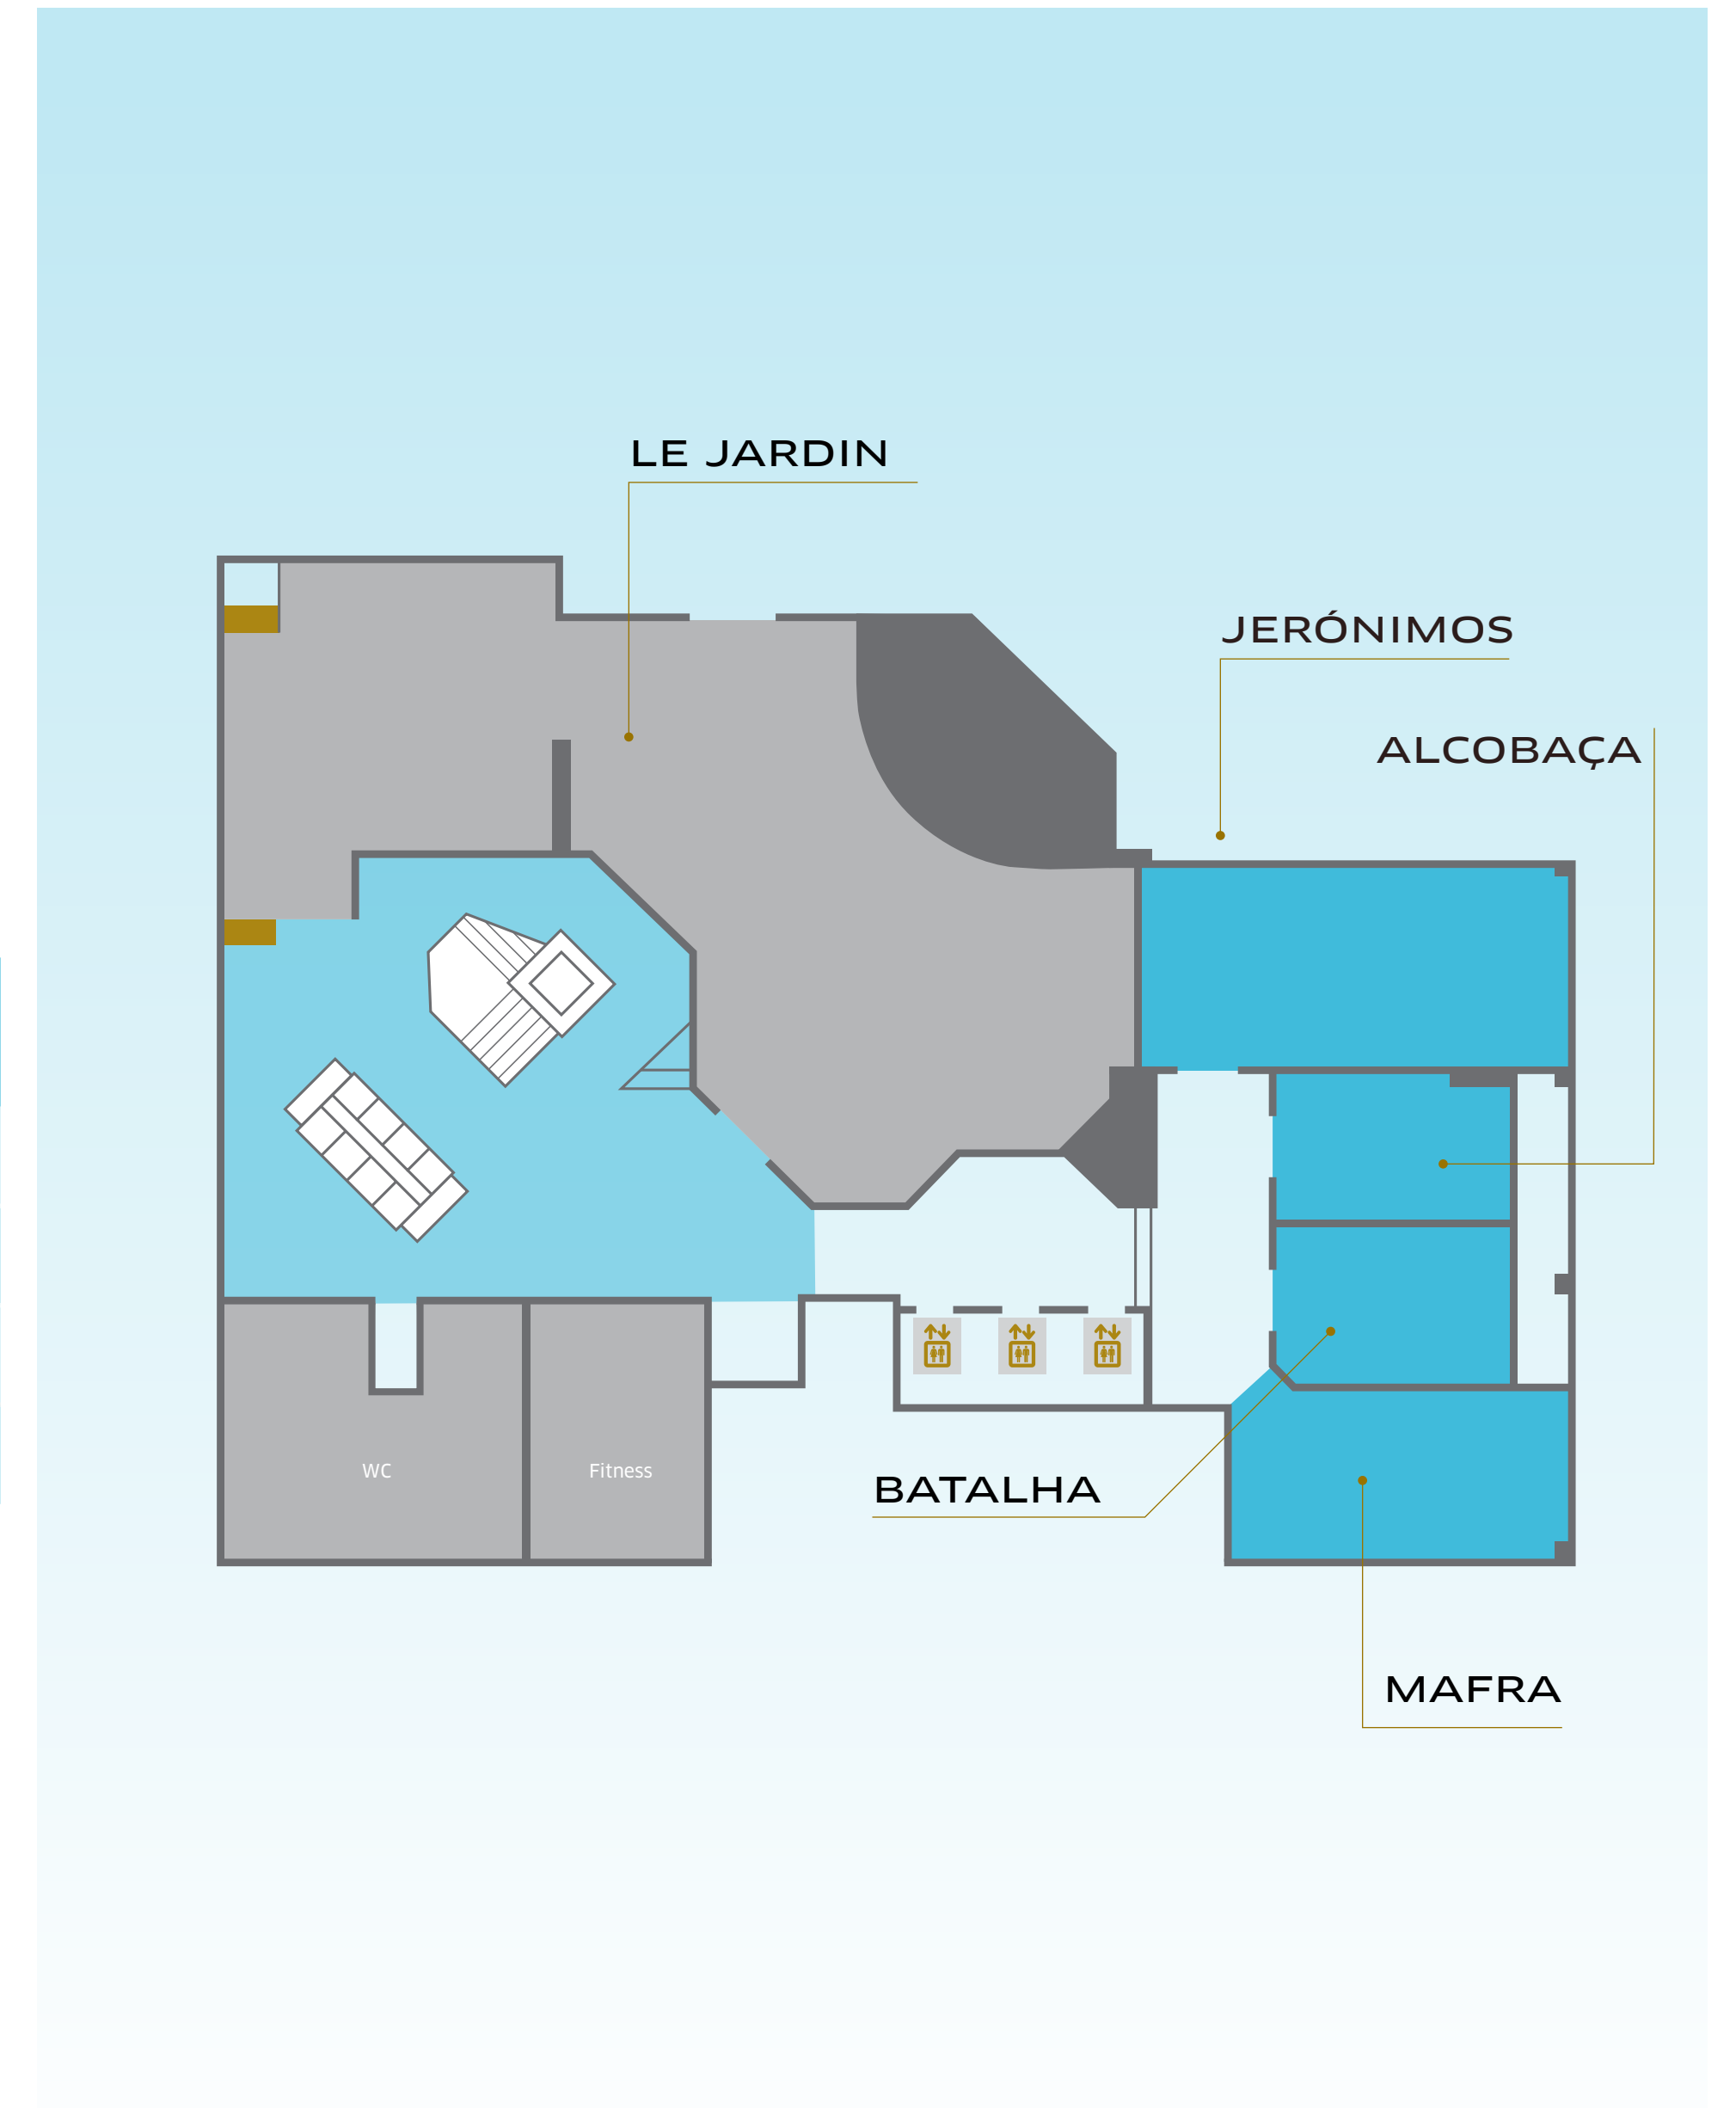 LE JARDIN
JERÓNIMOS
ALCOBAÇA
WC
Fitness
BATALHA
MAFRA